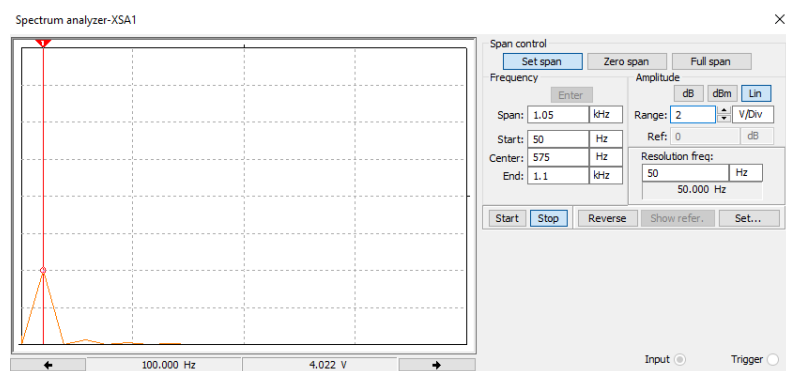 Spectrum analyzer-XSA1
Span control
Set span Zero span Full span
Frequency
Enter
Span: 1.05 kHz
Start: 50 Hz
Center: 575 Hz
End: 1.1 kHz
Amplitude
dB dBm Lin
Range: 2 V/Div
Ref: 0 dB
Resolution freq:
50 Hz
50.000 Hz
Start Stop Reverse Show refer. Set...
100.000 Hz 4.022 V
Input Trigger